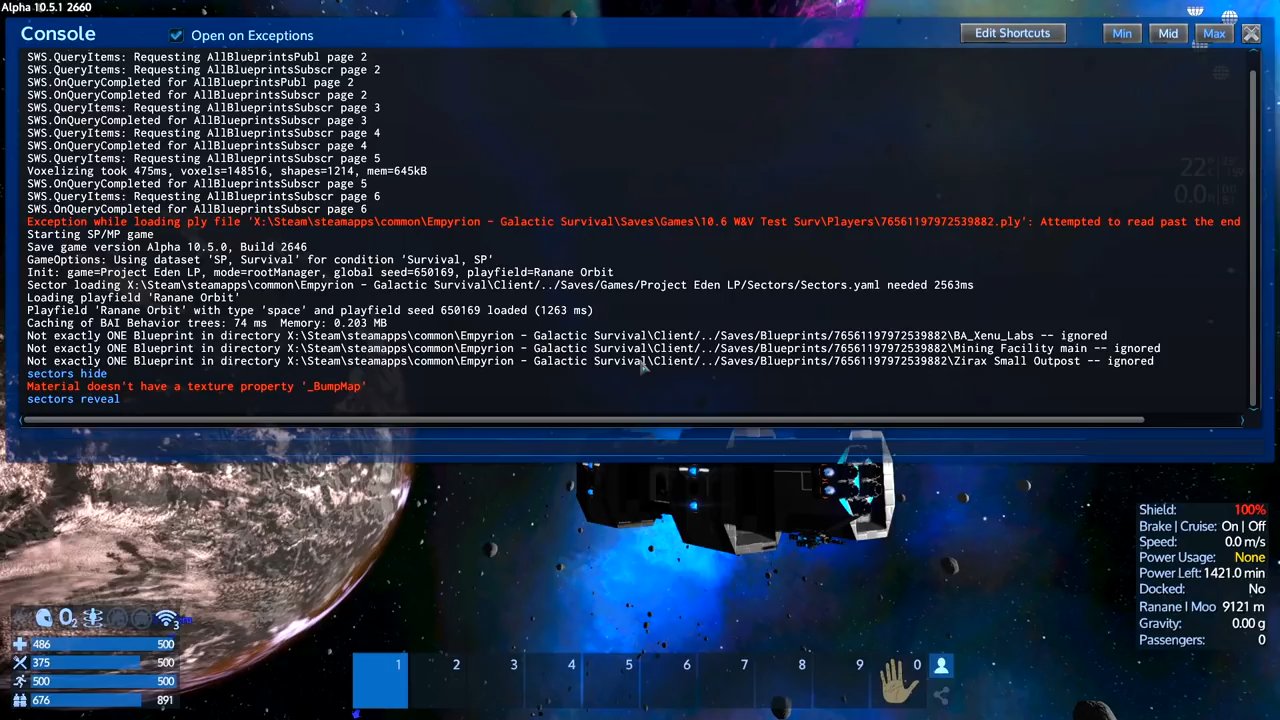 Alpha 10.5.1 2660
Console
Open on Exceptions
Edit Shortcuts
Min
Mid
Max
SWS.QueryItems: Requesting AllBlueprintsPubl page 2
SWS.QueryItems: Requesting AllBlueprintsSubscr page 2
SWS.OnQueryCompleted for AllBlueprintsPubl page 2
SWS.OnQueryCompleted for AllBlueprintsSubscr page 2
SWS.QueryItems: Requesting AllBlueprintsSubscr page 3
SWS.OnQueryCompleted for AllBlueprintsSubscr page 3
SWS.QueryItems: Requesting AllBlueprintsSubscr page 4
SWS.OnQueryCompleted for AllBlueprintsSubscr page 4
SWS.QueryItems: Requesting AllBlueprintsSubscr page 5
Voxelizing took 475ms, voxels=148516, shapes=1214, mem=645kB
SWS.OnQueryCompleted for AllBlueprintsSubscr page 5
SWS.QueryItems: Requesting AllBlueprintsSubscr page 6
SWS.OnQueryCompleted for AllBlueprintsSubscr page 6
Exception while loading ply file 'X:\Steam\steamapps\common\Empyrion - Galactic Survival\Saves\Games\10.6 W&V Test Surv\Players\76561197972539882.ply': Attempted to read past the end
Starting SP/MP game
Save game version Alpha 10.5.0, Build 2646
GameOptions: Using dataset 'SP, Survival' for condition 'Survival, SP'
Init: game=Project Eden LP, mode=rootManager, global seed=650169, playfield=Ranane Orbit
Sector loading X:\Steam\steamapps\common\Empyrion - Galactic Survival\Client/../Saves/Games/Project Eden LP/Sectors/Sectors.yaml needed 2563ms
Loading playfield 'Ranane Orbit'
Playfield 'Ranane Orbit' with type 'space' and playfield seed 650169 loaded (1263 ms)
Caching of BAI Behavior trees: 74 ms  Memory: 0.203 MB
Not exactly ONE Blueprint in directory X:\Steam\steamapps\common\Empyrion - Galactic Survival\Client/../Saves/Blueprints/76561197972539882\BA_Xenu_Labs -- ignored
Not exactly ONE Blueprint in directory X:\Steam\steamapps\common\Empyrion - Galactic Survival\Client/../Saves/Blueprints/76561197972539882\Mining Facility main -- ignored
Not exactly ONE Blueprint in directory X:\Steam\steamapps\common\Empyrion - Galactic Survival\Client/../Saves/Blueprints/76561197972539882\Zirax Small Outpost -- ignored
sectors hide
Material doesn't have a texture property '_BumpMap'
sectors reveal
Shield: 100%
Brake | Cruise: On | Off
Speed: 0.0 m/s
Power Usage: None
Power Left: 1421.0 min
Docked: No
Ranane I Moo 9121 m
Gravity: 0.00 g
Passengers: 0
O2
3
486 500
375 500
500 500
676 891
1 2 3 4 5 6 7 8 9 0